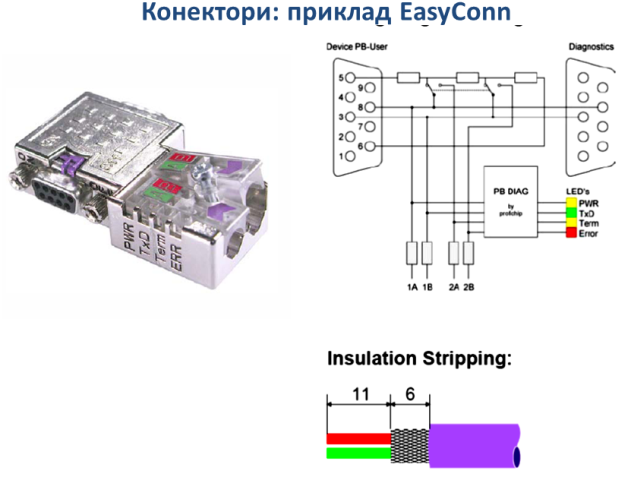 Конектори: приклад EasyConn
Device PB-User
Diagnostics
5
9
4
8
3
7
2
6
1
PB DIAG
by
profichip
LED's
PWR
TxD
Term
Error
1A 1B 2A 2B
ON
PWR
TxD
Term
ERR
Insulation Stripping:
11 6